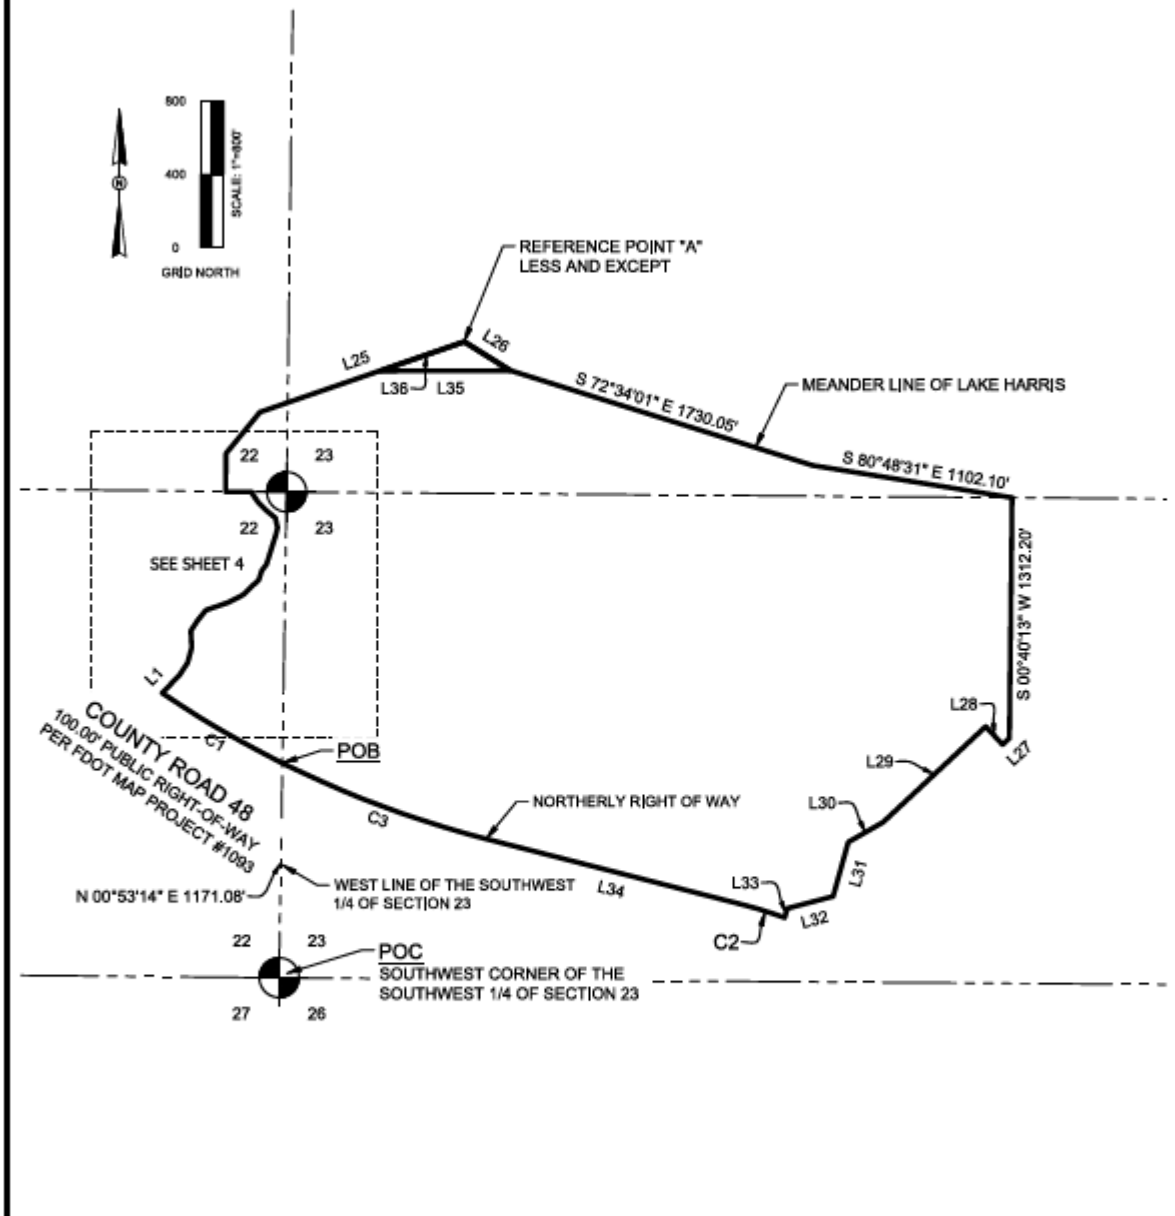 800
400
0
SCALE: 1"=800'
N
GRID NORTH
REFERENCE POINT "A"
LESS AND EXCEPT
L26
L25
L36
L35
S 72°34'01" E 1730.05'
MEANDER LINE OF LAKE HARRIS
S 80°48'31" E 1102.10'
22
23
22
23
SEE SHEET 4
S 00°40'13" W 1312.20'
L1
L28
L27
COUNTY ROAD 48
100.00' PUBLIC RIGHT-OF-WAY
PER FDOT MAP PROJECT #1093
C1
POB
L29
NORTHERLY RIGHT OF WAY
L30
C3
L31
N 00°53'14" E 1171.08'
WEST LINE OF THE SOUTHWEST
1/4 OF SECTION 23
L34
L33
L32
C2
22
23
POC
SOUTHWEST CORNER OF THE
SOUTHWEST 1/4 OF SECTION 23
27
26